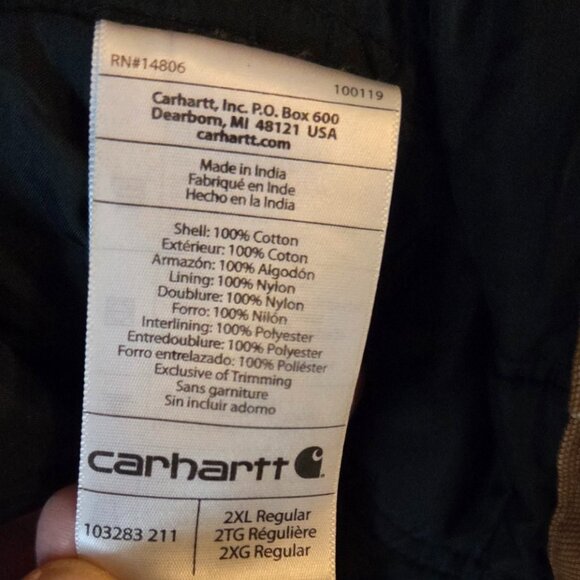 RN#14806 100119
Carhartt, Inc. P.O. Box 600
Dearborn, MI 48121 USA
carhartt.com
Made in India
Fabriqué en Inde
Hecho en la India
Shell: 100% Cotton
Extérieur: 100% Coton
Armazón: 100% Algodón
Lining: 100% Nylon
Doublure: 100% Nylon
Forro: 100% Nilón
Interlining: 100% Polyester
Entredoublure: 100% Polyester
Forro entrelazado: 100% Poliéster
Exclusive of Trimming
Sans garniture
Sin incluir adorno
carhartt
103283 211
2XL Regular
2TG Régulière
2XG Regular